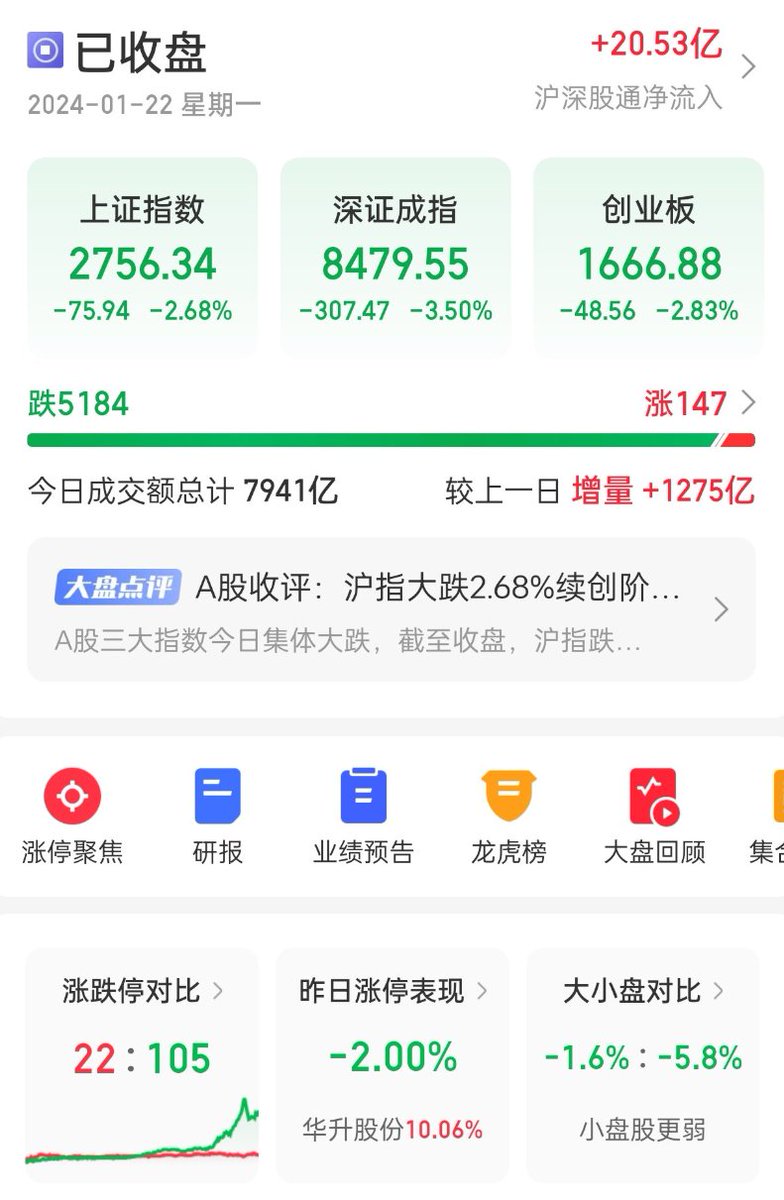 已收盘
+20.53亿
2024-01-22 星期一
沪深股通净流入
上证指数 深证成指 创业板
2756.34 8479.55 1666.88
-75.94 -2.68% -307.47 -3.50% -48.56 -2.83%
跌5184 涨147
今日成交额总计 7941亿 较上一日 增量 +1275亿
大盘点评 A股收评：沪指大跌2.68%续创阶...
A股三大指数今日集体大跌，截至收盘，沪指跌...
涨停聚焦 研报 业绩预告 龙虎榜 大盘回顾 集合
涨跌停对比 昨日涨停表现 大小盘对比
22 : 105 -2.00% -1.6% : -5.8%
华升股份10.06% 小盘股更弱